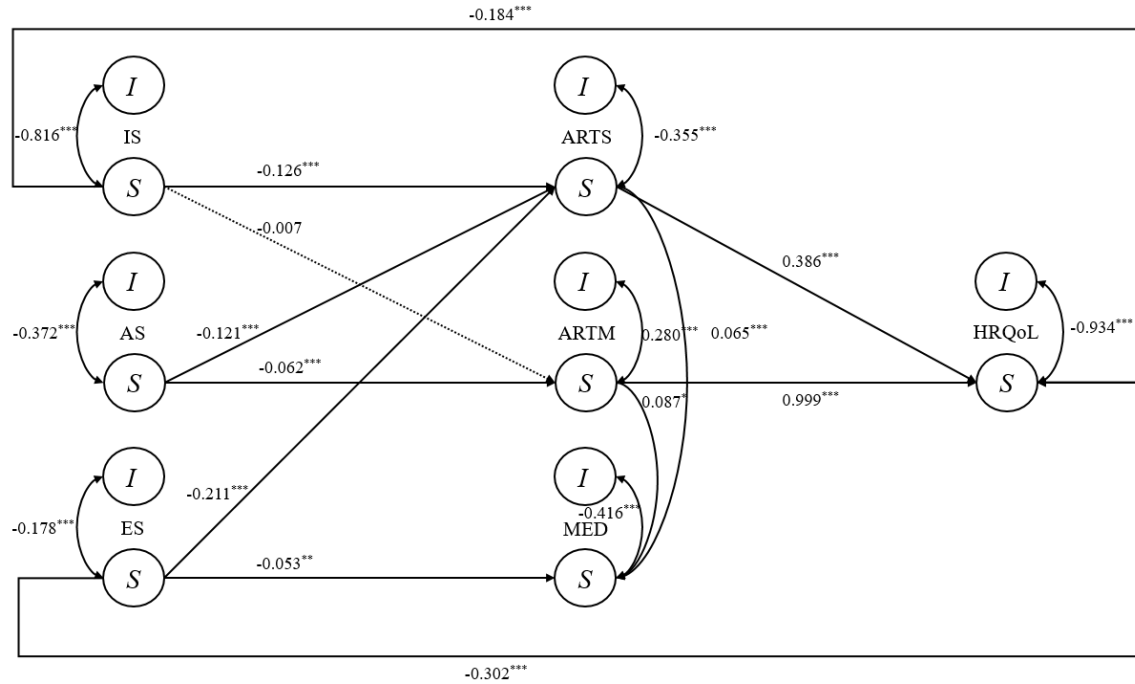 -0.184***
I
I
-0.816***
IS
ARTS
-0.355***
S
-0.126***
S
-0.007
0.386***
I
I
I
-0.372***
AS
-0.121***
ARTM
0.280***
0.065***
HRQoL
-0.934***
S
-0.062***
S
0.087*
0.999***
S
I
I
-0.211***
-0.416***
-0.178***
ES
MED
S
-0.053**
S
-0.302***